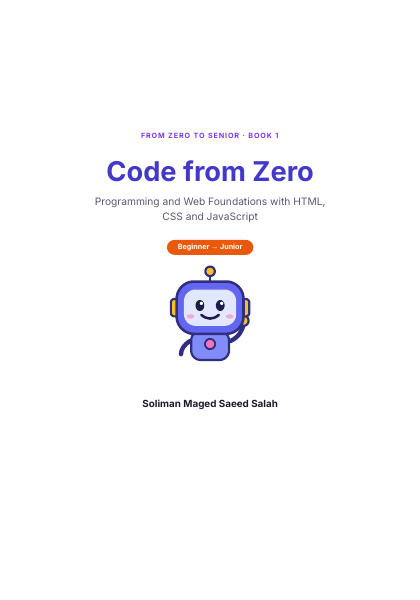 FROM ZERO TO SENIOR · BOOK 1
Code from Zero
Programming and Web Foundations with HTML,
CSS and JavaScript
Beginner → Junior
Soliman Maged Saeed Salah